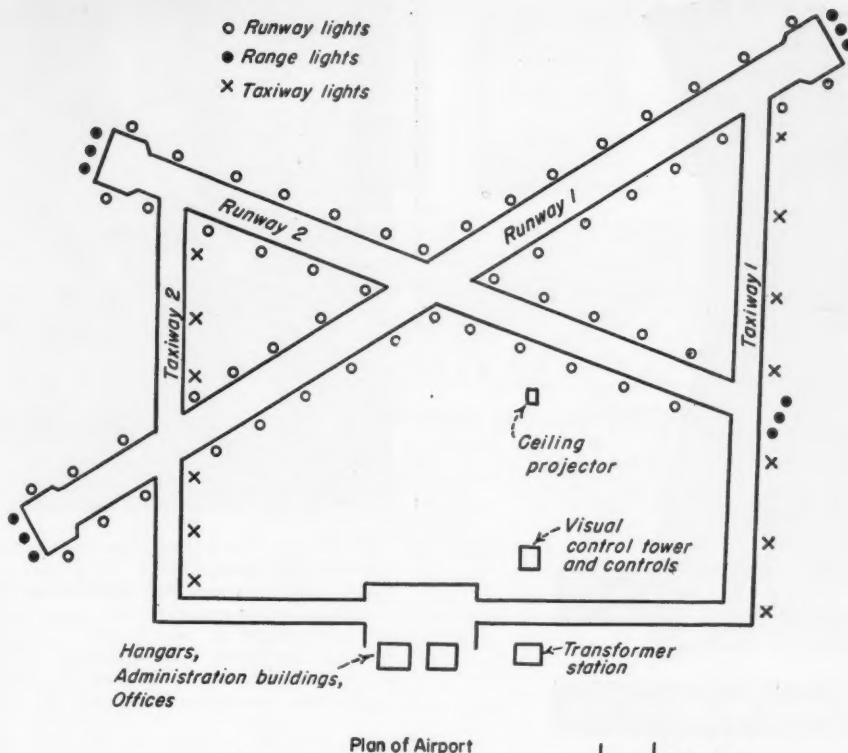 Runway lights
Range lights
Taxiway lights
Runway 2
Runway 1
Taxiway 2
Taxiway 1
Ceiling
projector
Visual
control tower
and controls
Hangars,
Administration buildings,
Offices
Transformer
station
Plan of Airport